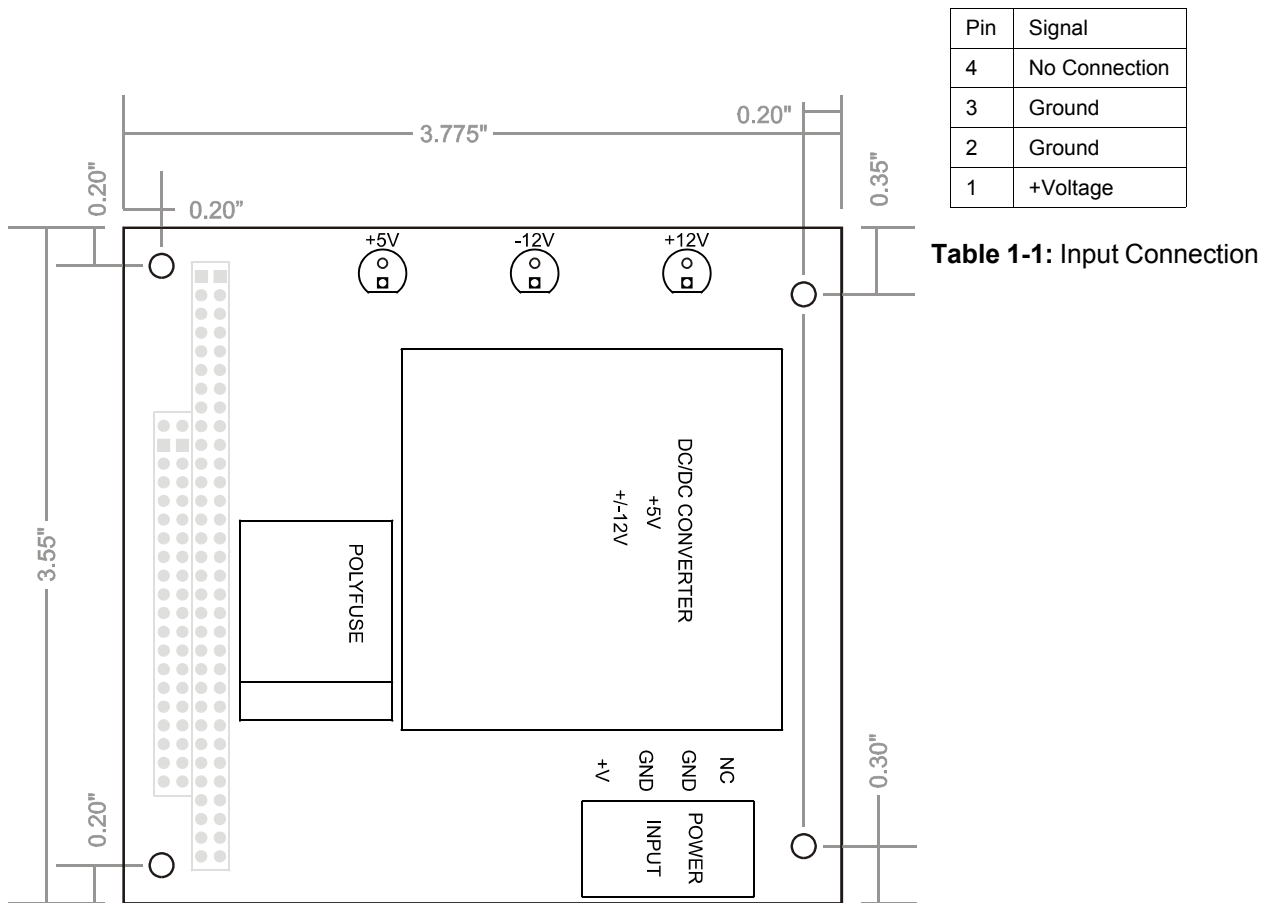 Pin Signal
4 No Connection
3 Ground
2 Ground
1 +Voltage
Table 1-1: Input Connection
0.20"
3.775"
0.20"
0.20”
0.35"
+5V -12V +12V
DC/DC CONVERTER
+5V
+/-12V
POLYFUSE
3.55"
+V GND GND NC
POWER
INPUT
0.20"
0.30"